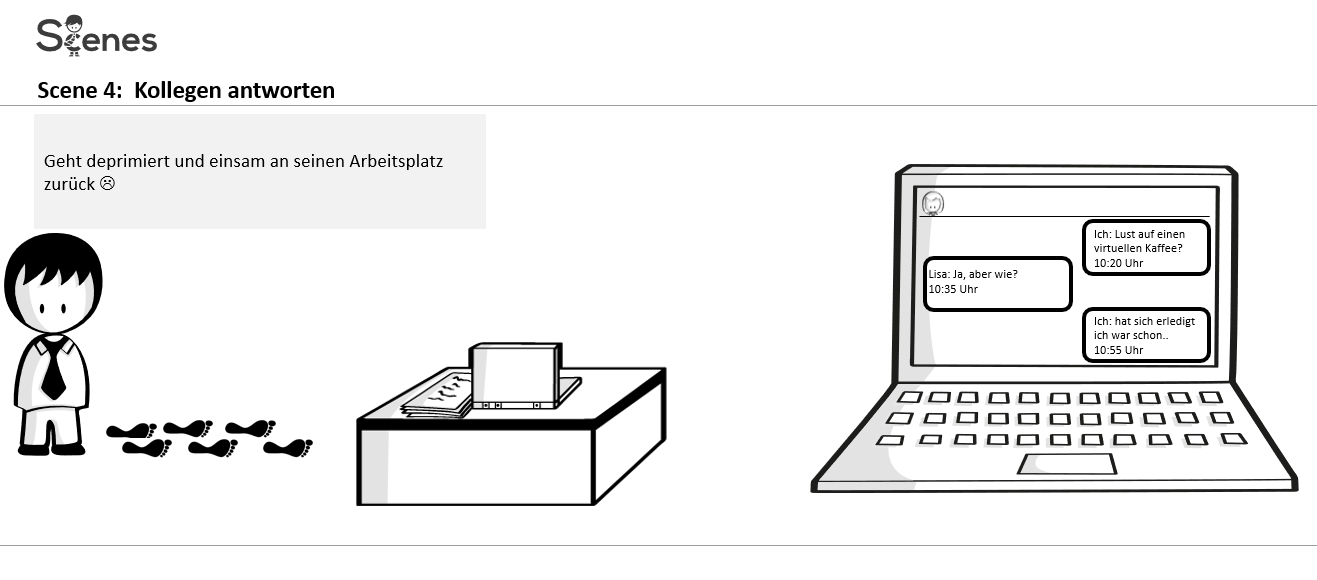 Scenes
Scene 4: Kollegen antworten
Geht deprimiert und einsam an seinen Arbeitsplatz
zurück ☹
Ich: Lust auf einen
virtuellen Kaffee?
10:20 Uhr
Lisa: Ja, aber wie?
10:35 Uhr
Ich: hat sich erledigt
ich war schon..
10:55 Uhr